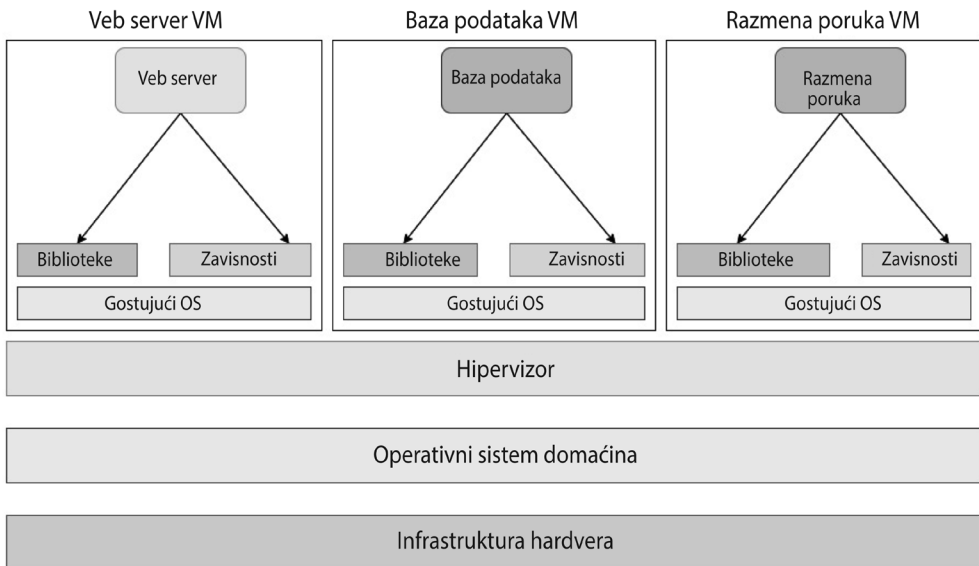 Veb server VM
Baza podataka VM
Razmena poruka VM
Veb server
Baza podataka
Razmena
poruka
Biblioteke
Zavisnosti
Biblioteke
Zavisnosti
Biblioteke
Zavisnosti
Gostujući OS
Gostujući OS
Gostujući OS
Hipervizor
Operativni sistem domaćina
Infrastruktura hardvera